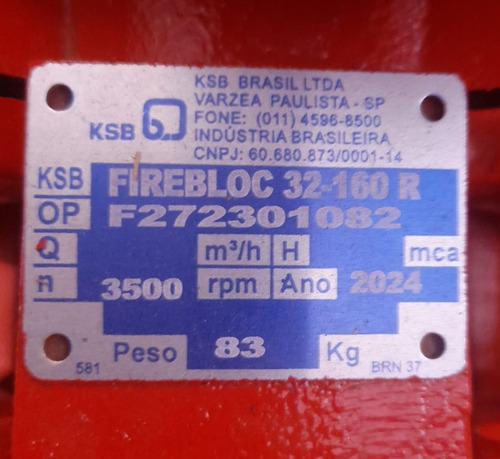 KSB BRASIL LTDA
VARZEA PAULISTA - SP
FONE: (011) 4596-8500
INDÚSTRIA BRASILEIRA
CNPJ: 60.680.873/0001-14
KSB
KSB FIREBLOC 32-160 R
OP F272301082
Q m³/h H mca
n 3500 rpm Ano 2024
581 Peso 83 Kg BRN 37